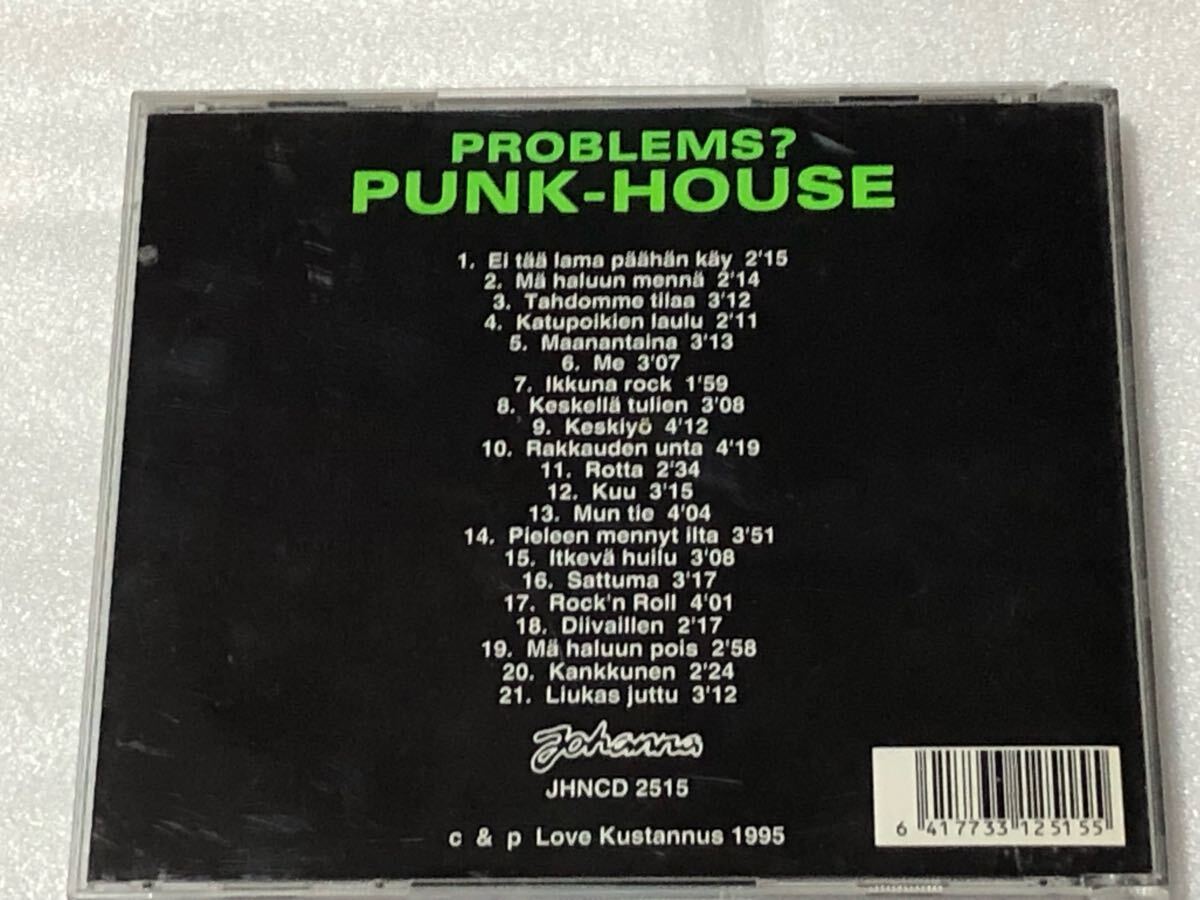 PROBLEMS?
PUNK-HOUSE
1. Ei tää lama päähän käy 2'15
2. Mä haluun mennä 2'14
3. Tahdomme tilaa 3'12
4. Katupoikien laulu 2'11
5. Maanantaina 3'13
6. Me 3'07
7. Ikkuna rock 1'59
8. Keskellä tulien 3'08
9. Keskiyö 4'12
10. Rakkauden unta 4'19
11. Rotta 2'34
12. Kuu 3'15
13. Mun tie 4'04
14. Pieleen mennyt ilta 3'51
15. Itkevä huilu 3'08
16. Sattuma 3'17
17. Rock'n Roll 4'01
18. Diivaillen 2'17
19. Mä haluun pois 2'58
20. Kankkunen 2'24
21. Liukas juttu 3'12
Johanna
JHNCD 2515
c & p Love Kustannus 1995
6 417733 125155